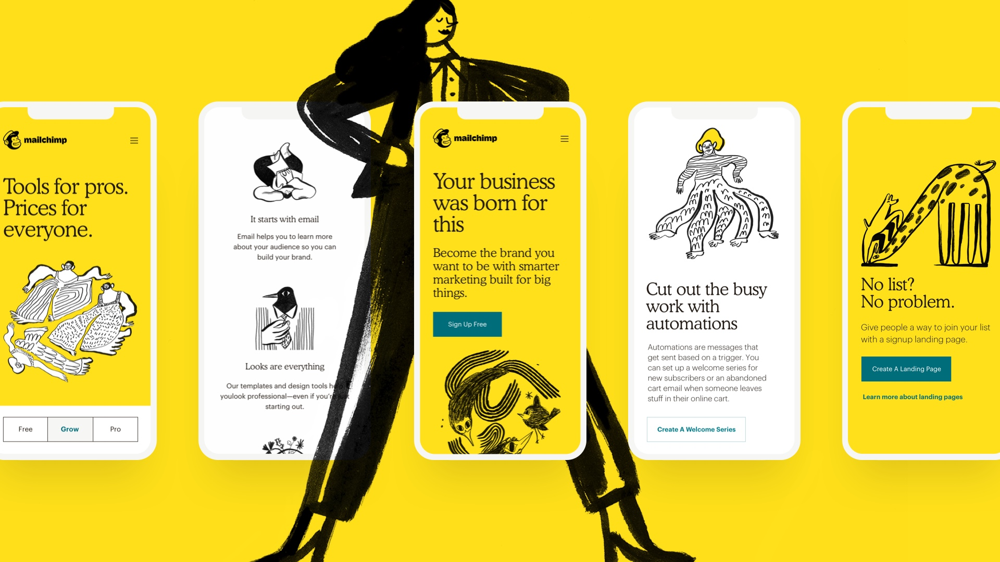 mailchimp
Tools for pros.
Prices for
everyone.
Free
Grow
Pro
It starts with email
Email helps you to learn more
about your audience so you can
build your brand.
Looks are everything
Our templates and design tools help
youlook professional—even if you're just
starting out.
mailchimp
Your business
was born for
this
Become the brand you
want to be with smarter
marketing built for big
things.
Sign Up Free
Cut out the busy
work with
automations
Automations are messages that
get sent based on a trigger. You
can set up a welcome series for
new subscribers or an abandoned
cart email when someone leaves
stuff in their online cart.
Create A Welcome Series
No list?
No problem.
Give people a way to join your list
with a signup landing page.
Create A Landing Page
Learn more about landing pages